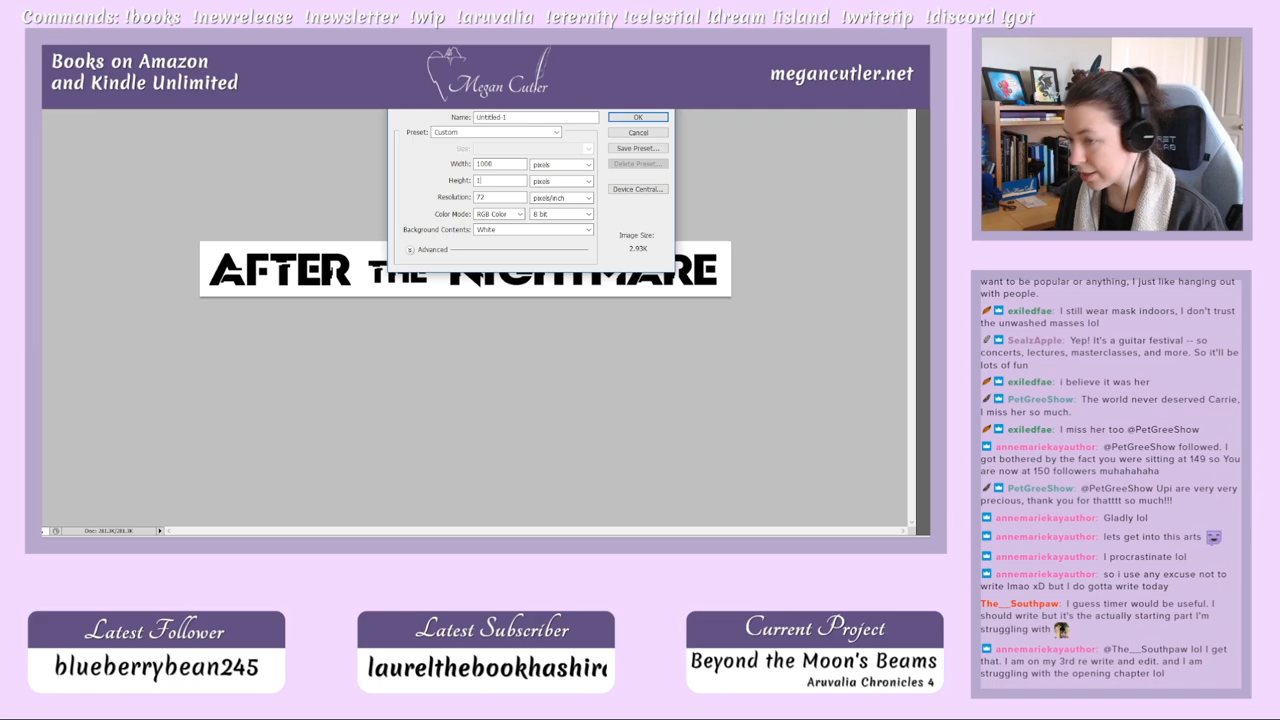 Commands: !books !newrelease !newsletter !wip !aruvalia !eternity !celestial !dream !island !writetip !discord !got
Books on Amazon
and Kindle Unlimited
Megan Cutler
megancutler.net
Name: Untitled-1
OK
Preset: Custom
Cancel
Size:
Save Preset...
Width: 1000 pixels
Delete Preset...
Height: 1 pixels
Device Central...
Resolution: 72 pixels/inch
Color Mode: RGB Color 8 bit
Background Contents: White
Image Size:
2.93K
Advanced
AFTER THE NIGHTMARE
Doc: 281.3K/281.3K
want to be popular or anything, I just like hanging out
with people.
exiledfae: I still wear mask indoors, I don't trust
the unwashed masses lol
SealzApple: Yep! It's a guitar festival -- so
concerts, lectures, masterclasses, and more. So it'll be
lots of fun
exiledfae: i believe it was her
PetGreeShow: The world never deserved Carrie,
I miss her so much.
exiledfae: I miss her too @PetGreeShow
annemariekayauthor: @PetGreeShow followed. I
got bothered by the fact you were sitting at 149 so You
are now at 150 followers muhahahaha
PetGreeShow: @PetGreeShow Upi are very very
precious, thank you for thatttt so much!!!
annemariekayauthor: Gladly lol
annemariekayauthor: lets get into this arts
annemariekayauthor: I procrastinate lol
annemariekayauthor: so i use any excuse not to
write lmao xD but I do gotta write today
The__Southpaw: I guess timer would be useful. I
should write but it's the actually starting part I'm
struggling with
annemariekayauthor: @The__Southpaw lol I get
that. I am on my 3rd re write and edit. and I am
struggling with the opening chapter lol
Latest Follower
blueberrybean245
Latest Subscriber
laurelthebookhashira
Current Project
Beyond the Moon's Beams
Aruvalia Chronicles 4